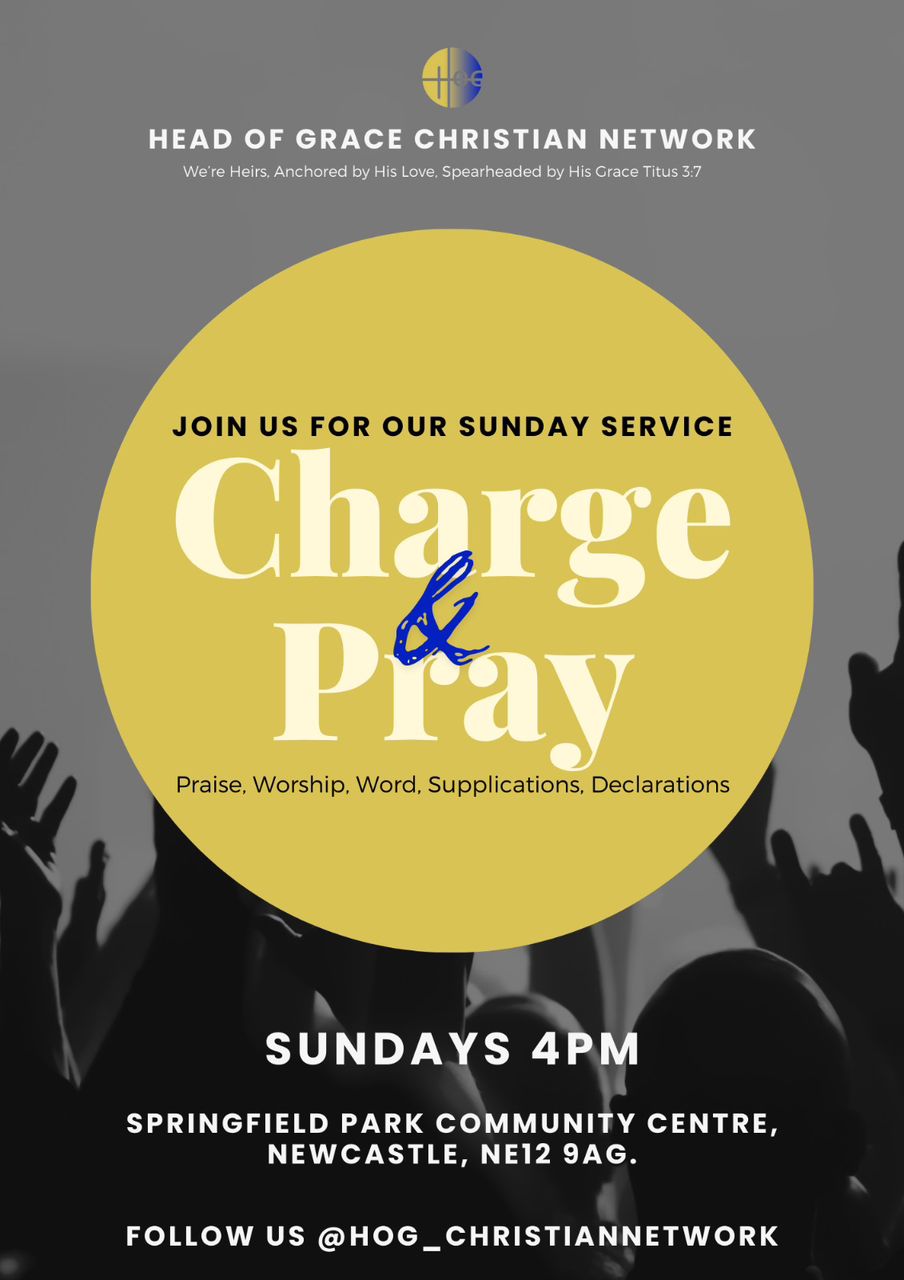 HOG
HEAD OF GRACE CHRISTIAN NETWORK
We're Heirs, Anchored by His Love, Spearheaded by His Grace Titus 3:7
JOIN US FOR OUR SUNDAY SERVICE
Charge
&
Pray
Praise, Worship, Word, Supplications, Declarations
SUNDAYS 4PM
SPRINGFIELD PARK COMMUNITY CENTRE,
NEWCASTLE, NE12 9AG.
FOLLOW US @HOG_CHRISTIANNETWORK